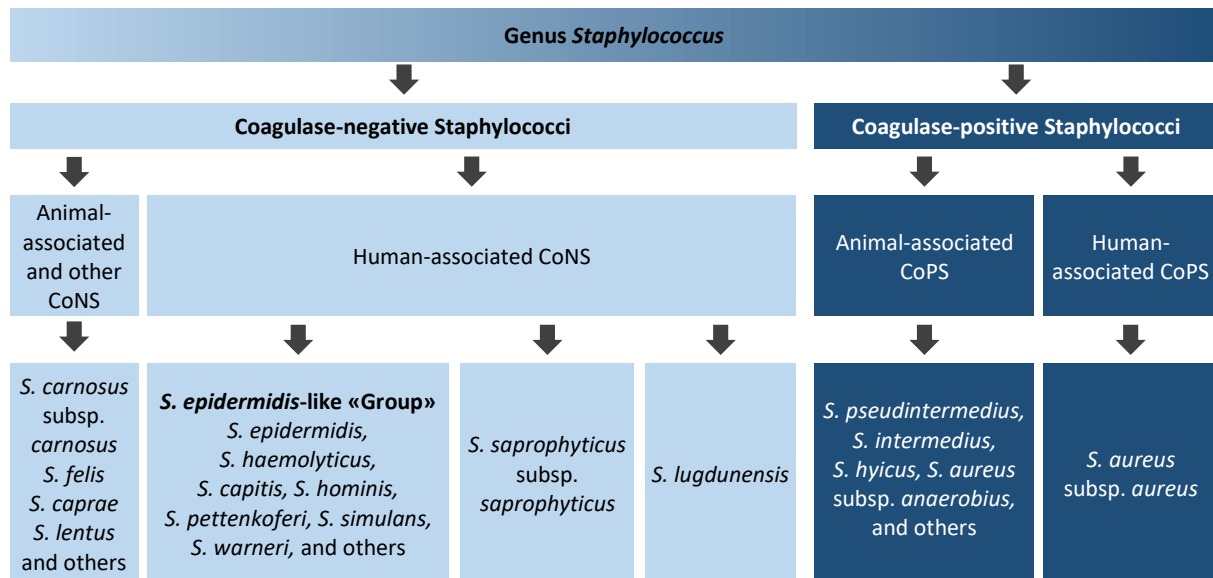 Genus Staphylococcus
Coagulase-negative Staphylococci
Coagulase-positive Staphylococci
Animal-
associated
and other
CoNS
Human-associated CoNS
Animal-associated
CoPS
Human-
associated CoPS
S. carnosus
subsp.
carnosus
S. felis
S. caprae
S. lentus
and others
S. epidermidis-like «Group»
S. epidermidis,
S. haemolyticus,
S. capitis, S. hominis,
S. pettenkoferi, S. simulans,
S. warneri, and others
S. saprophyticus
subsp.
saprophyticus
S. lugdunensis
S. pseudintermedius,
S. intermedius,
S. hyicus, S. aureus
subsp. anaerobius,
and others
S. aureus
subsp. aureus